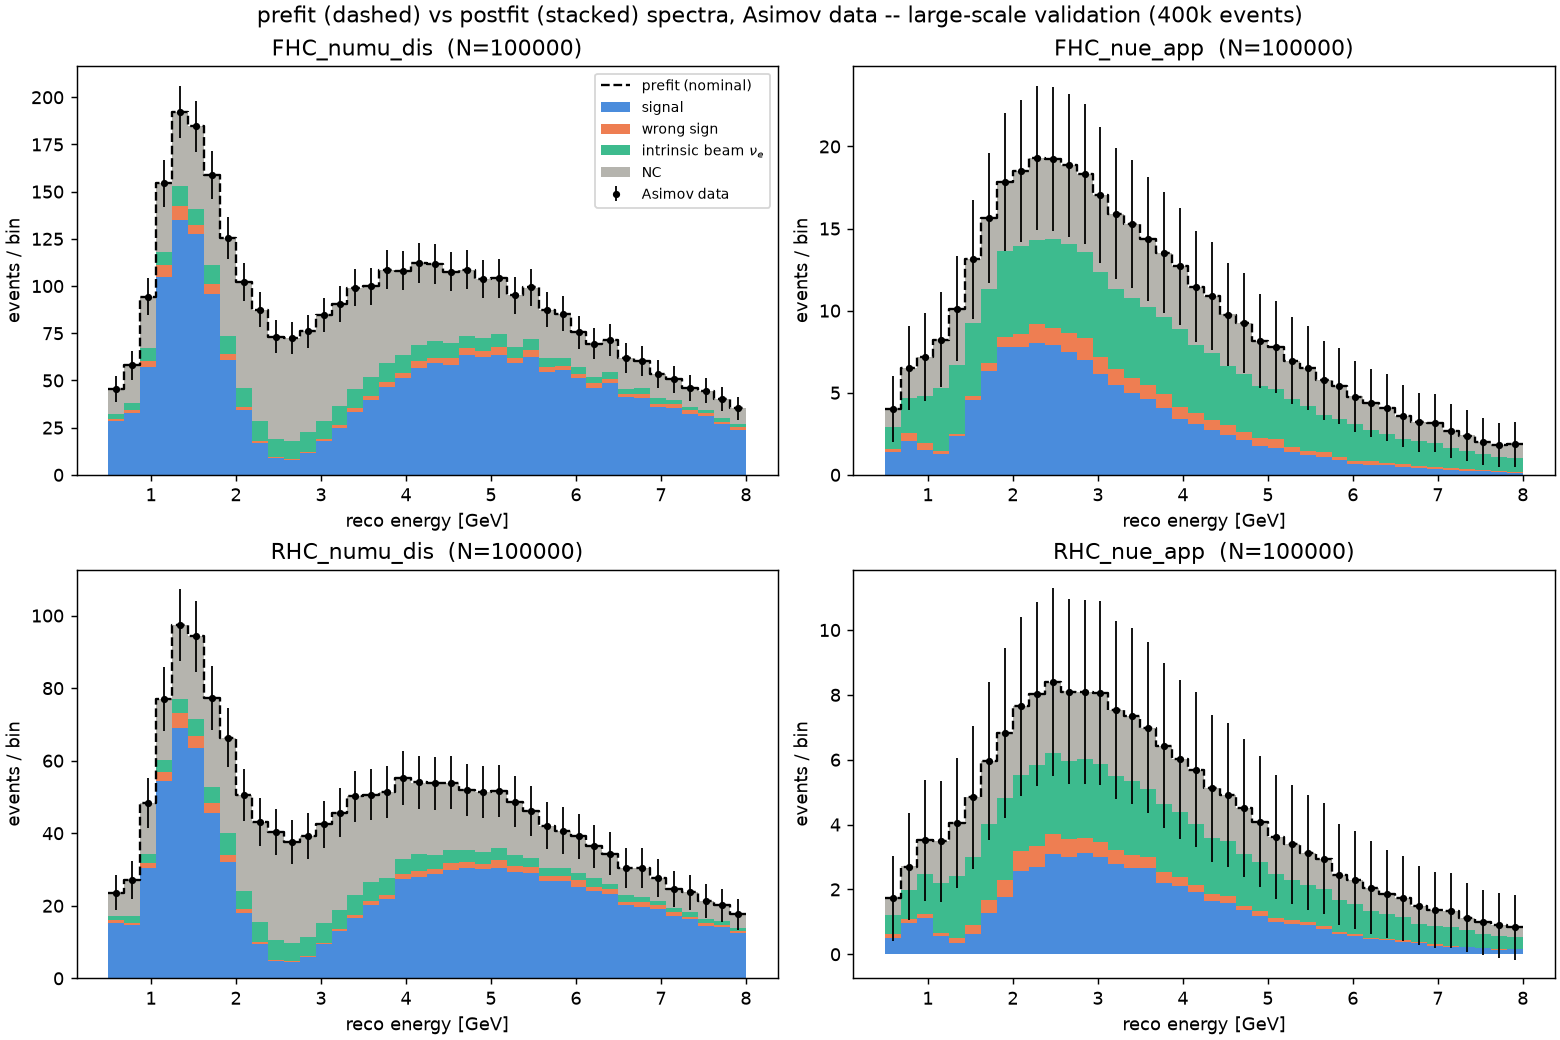 prefit (dashed) vs postfit (stacked) spectra, Asimov data -- large-scale validation (400k events)
FHC_numu_dis (N=100000)
events / bin
200
175
150
125
100
75
50
25
0
prefit (nominal)
signal
wrong sign
intrinsic beam νe
NC
Asimov data
1 2 3 4 5 6 7 8
reco energy [GeV]
FHC_nue_app (N=100000)
events / bin
20
15
10
5
0
1 2 3 4 5 6 7 8
reco energy [GeV]
RHC_numu_dis (N=100000)
events / bin
100
80
60
40
20
0
1 2 3 4 5 6 7 8
reco energy [GeV]
RHC_nue_app (N=100000)
events / bin
10
8
6
4
2
0
1 2 3 4 5 6 7 8
reco energy [GeV]